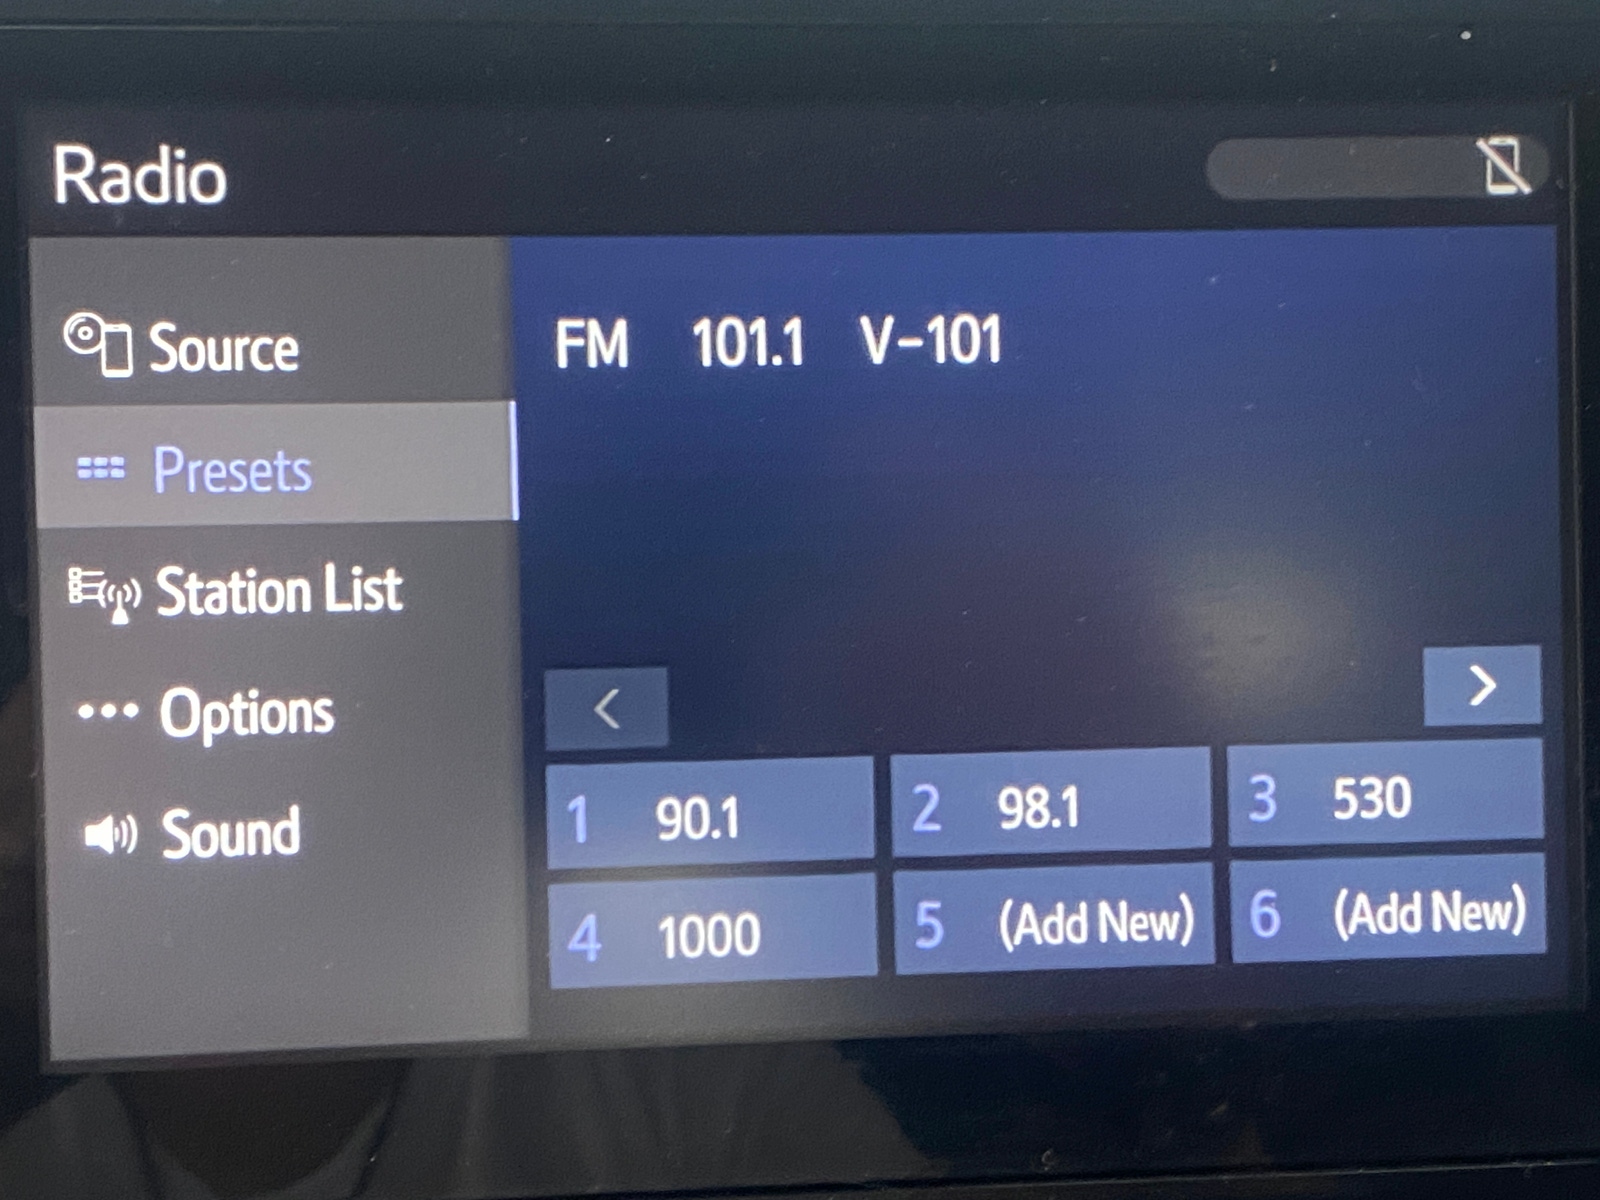 Radio
Source
Presets
Station List
Options
Sound
FM 101.1 V-101
<
>
1 90.1
2 98.1
3 530
4 1000
5 (Add New)
6 (Add New)